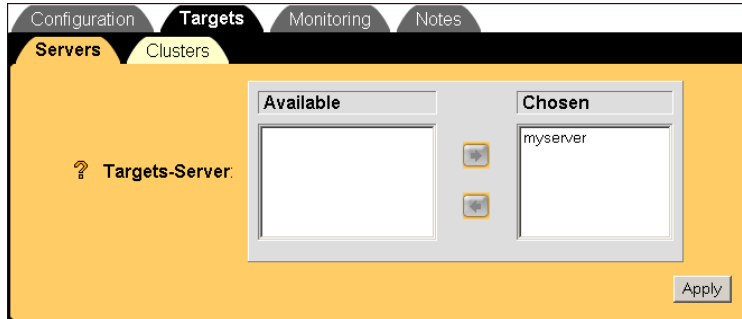 Configuration Targets Monitoring Notes
Servers Clusters
Available Chosen
myserver
? Targets-Server:
Apply